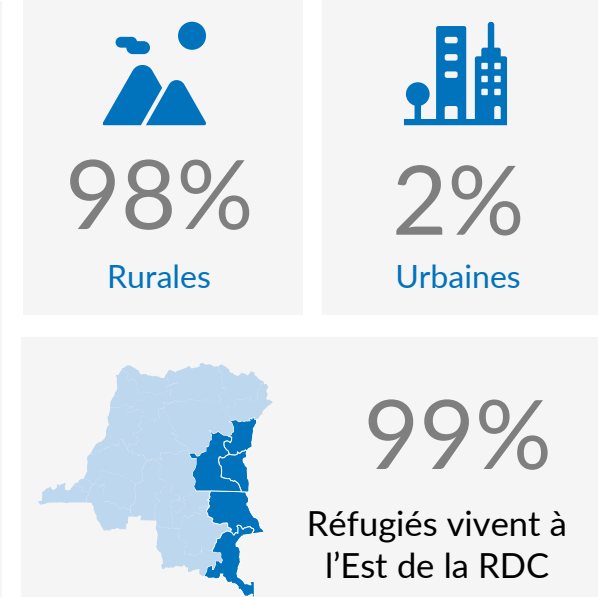 98%
Rurales
2%
Urbaines
99%
Réfugiés vivent à
l’Est de la RDC